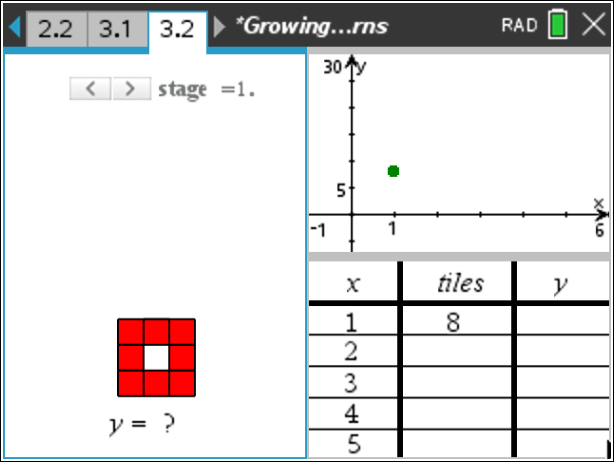 2.2 3.1 3.2 *Growing...rns RAD
< > stage =1.
y = ?
30 y
5
-1 1 x 6
x tiles y
1 8
2
3
4
5